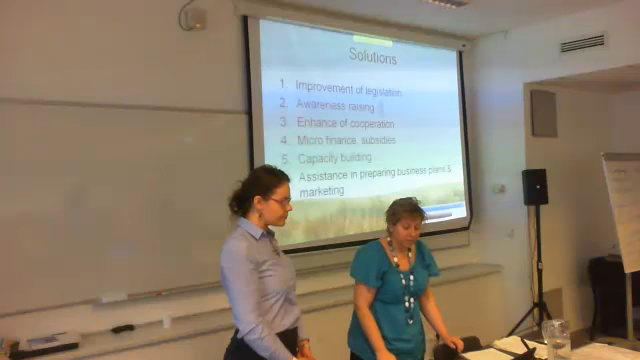 Solutions
1. Improvement of legislation
2. Awareness raising
3. Enhance of cooperation
4. Micro finance, subsidies
5. Capacity building
Assistance in preparing business plans &
marketing